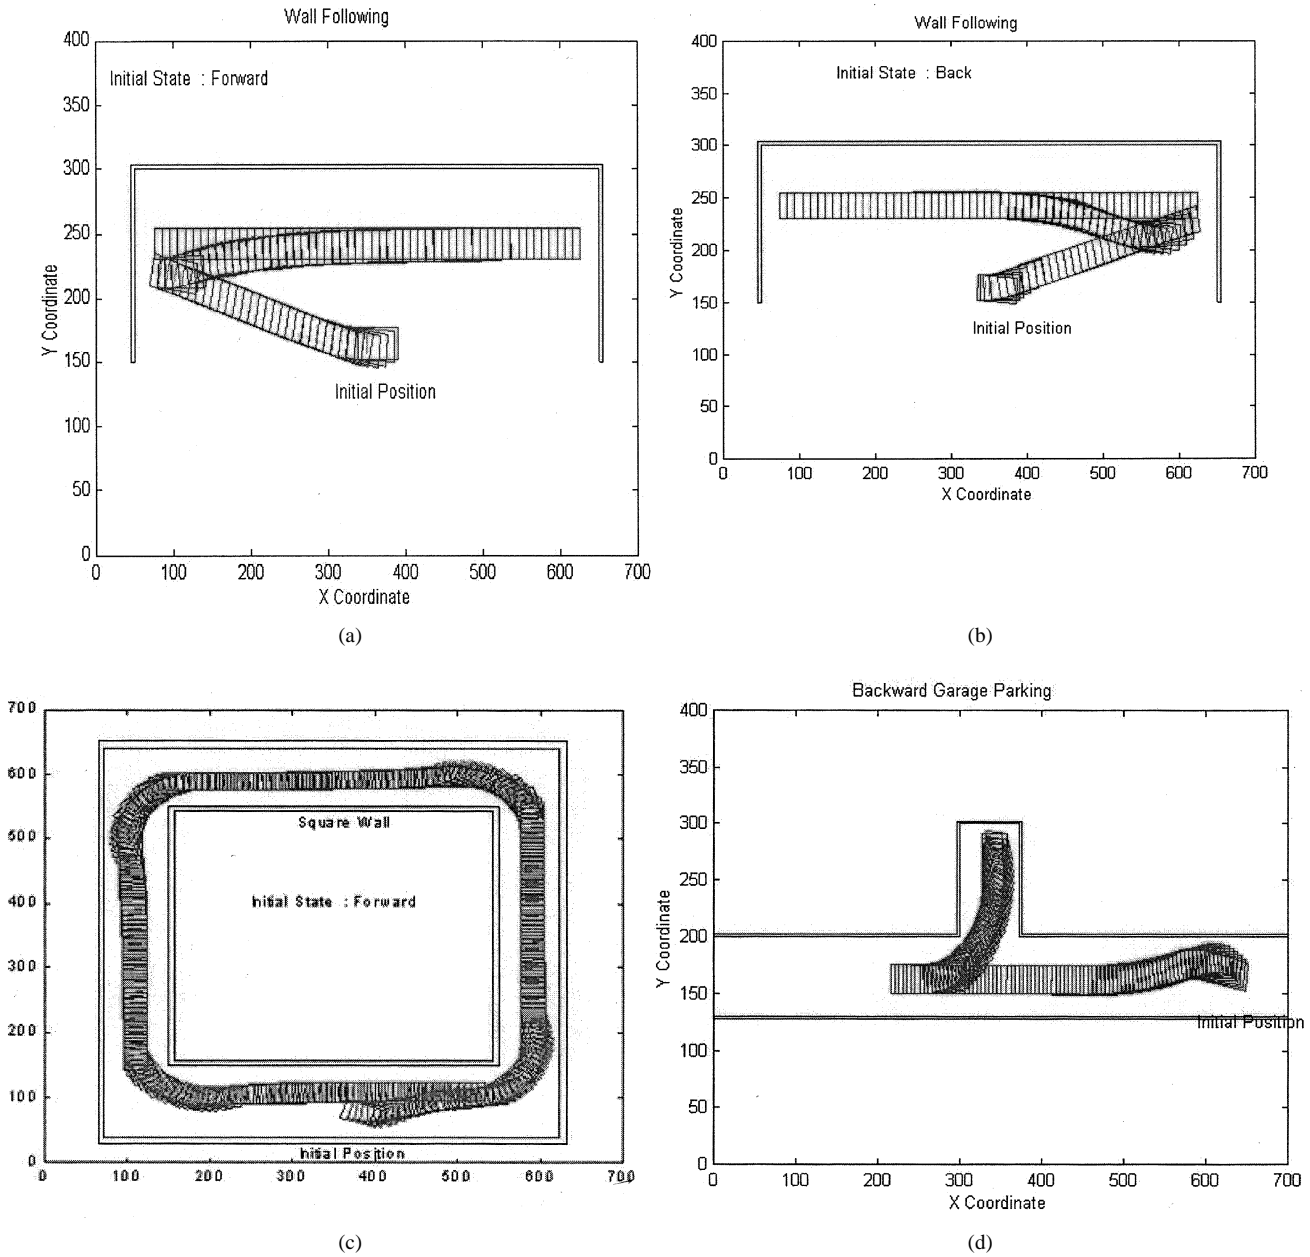 Wall Following
400
Initial State : Forward
350
300
250
200
150
100
50
0
Y Coordinate
Initial Position
0 100 200 300 400 500 600 700
X Coordinate
(a)
Wall Following
400
Initial State : Back
350
300
250
200
150
100
50
0
Y Coordinate
Initial Position
0 100 200 300 400 500 600 700
X Coordinate
(b)
700
600
500
400
300
200
100
0
Square Wall
Initial State : Forward
Initial Position
0 100 200 300 400 500 600 700
(c)
Backward Garage Parking
400
350
300
250
200
150
100
50
0
Y Coordinate
Initial Position
0 100 200 300 400 500 600 700
X Coordinate
(d)